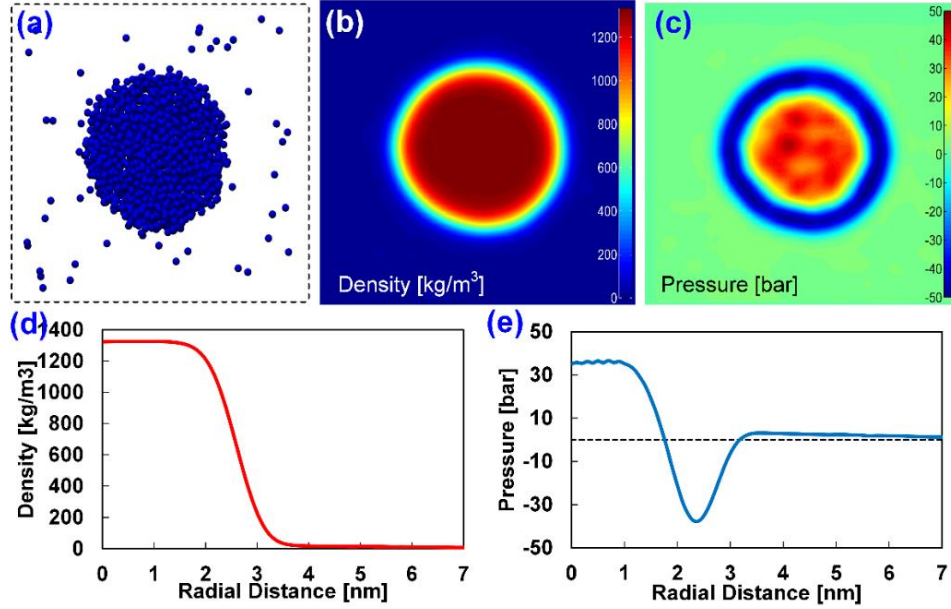 (a)
(b)
Density [kg/m³]
1200
1000
800
600
400
200
0
(c)
Pressure [bar]
50
40
30
20
10
0
-10
-20
-30
-40
-50
(d)
Density [kg/m3]
1400
1200
1000
800
600
400
200
0
0 1 2 3 4 5 6 7
Radial Distance [nm]
(e)
Pressure [bar]
50
30
10
-10
-30
-50
0 1 2 3 4 5 6 7
Radial Distance [nm]